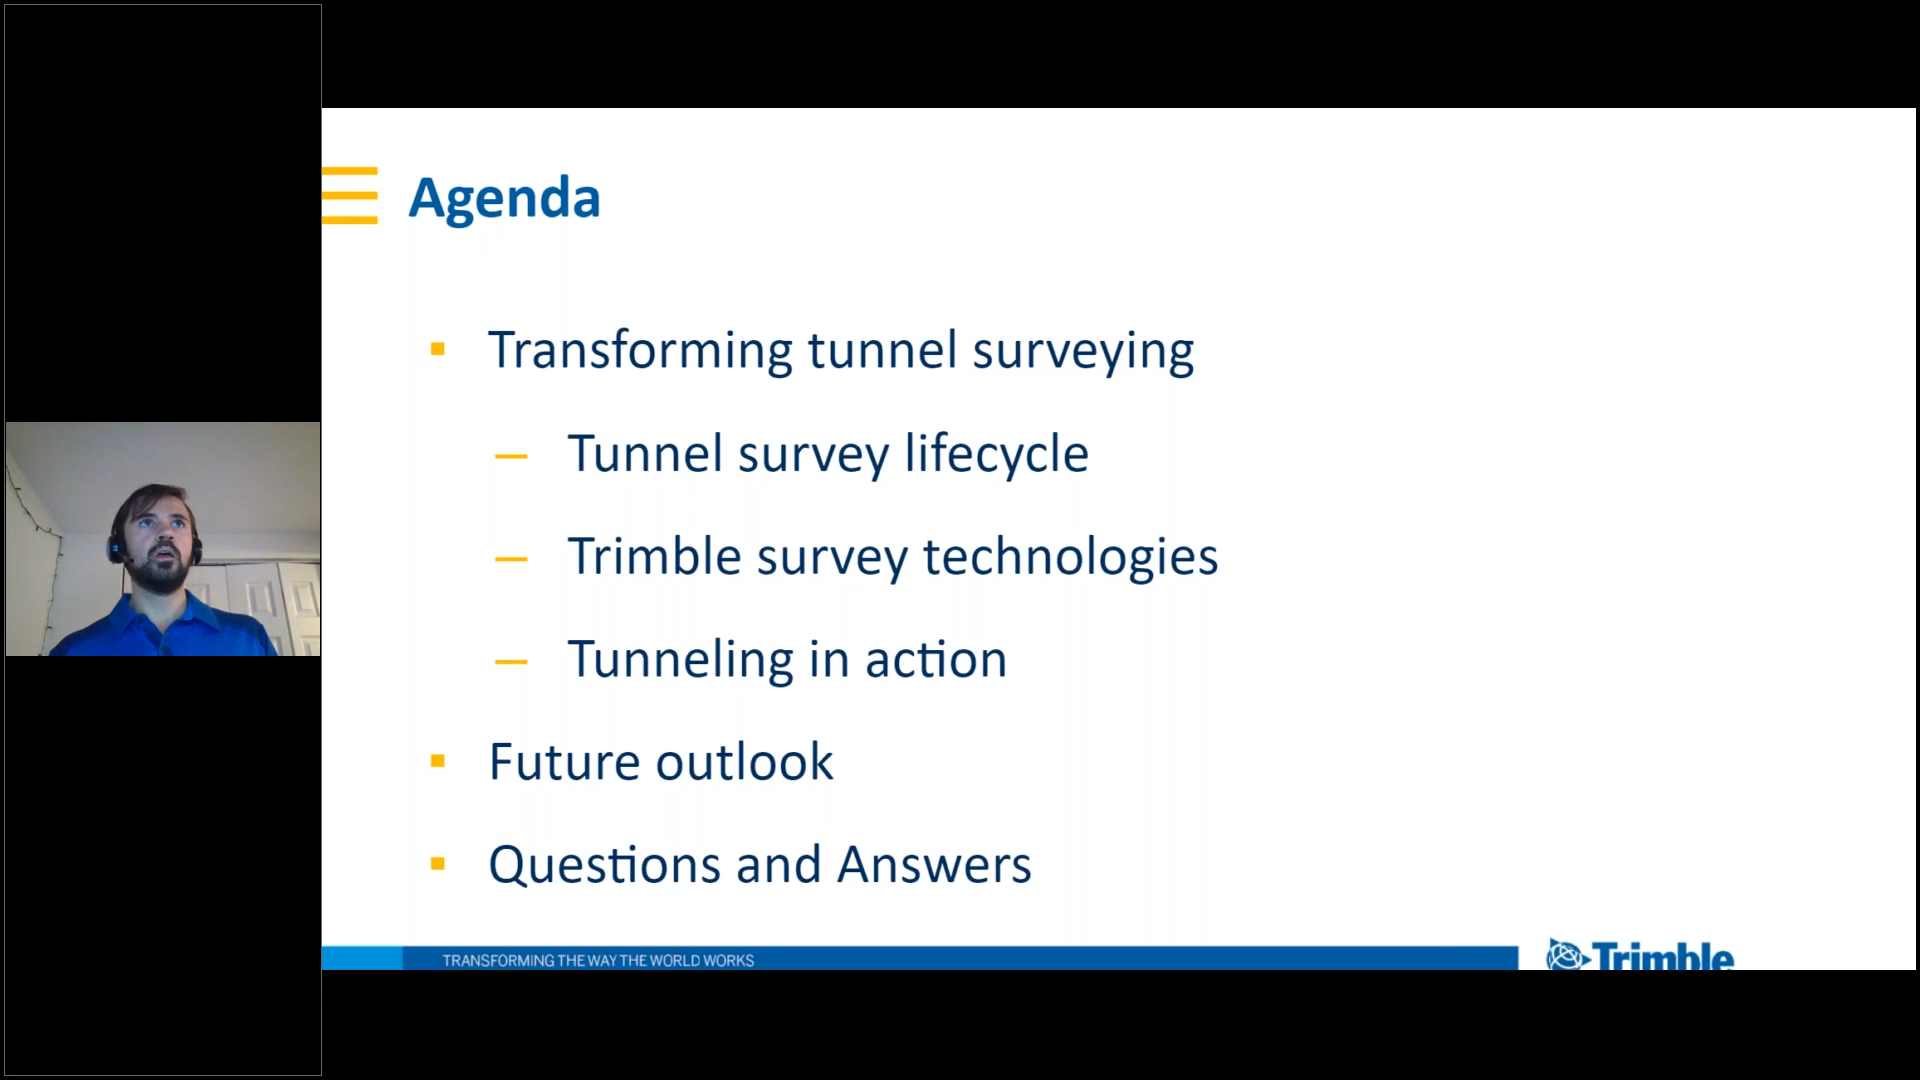 Agenda
Transforming tunnel surveying
Tunnel survey lifecycle
Trimble survey technologies
Tunneling in action
Future outlook
Questions and Answers
TRANSFORMING THE WAY THE WORLD WORKS
Trimble